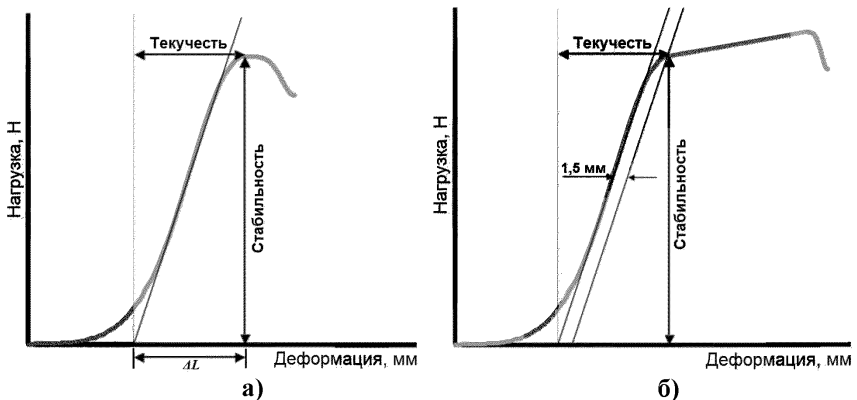 Текучесть
Стабильность
Нагрузка, Н
ΔL
Деформация, мм
а)
Текучесть
1,5 мм
Стабильность
Нагрузка, Н
Деформация, мм
б)